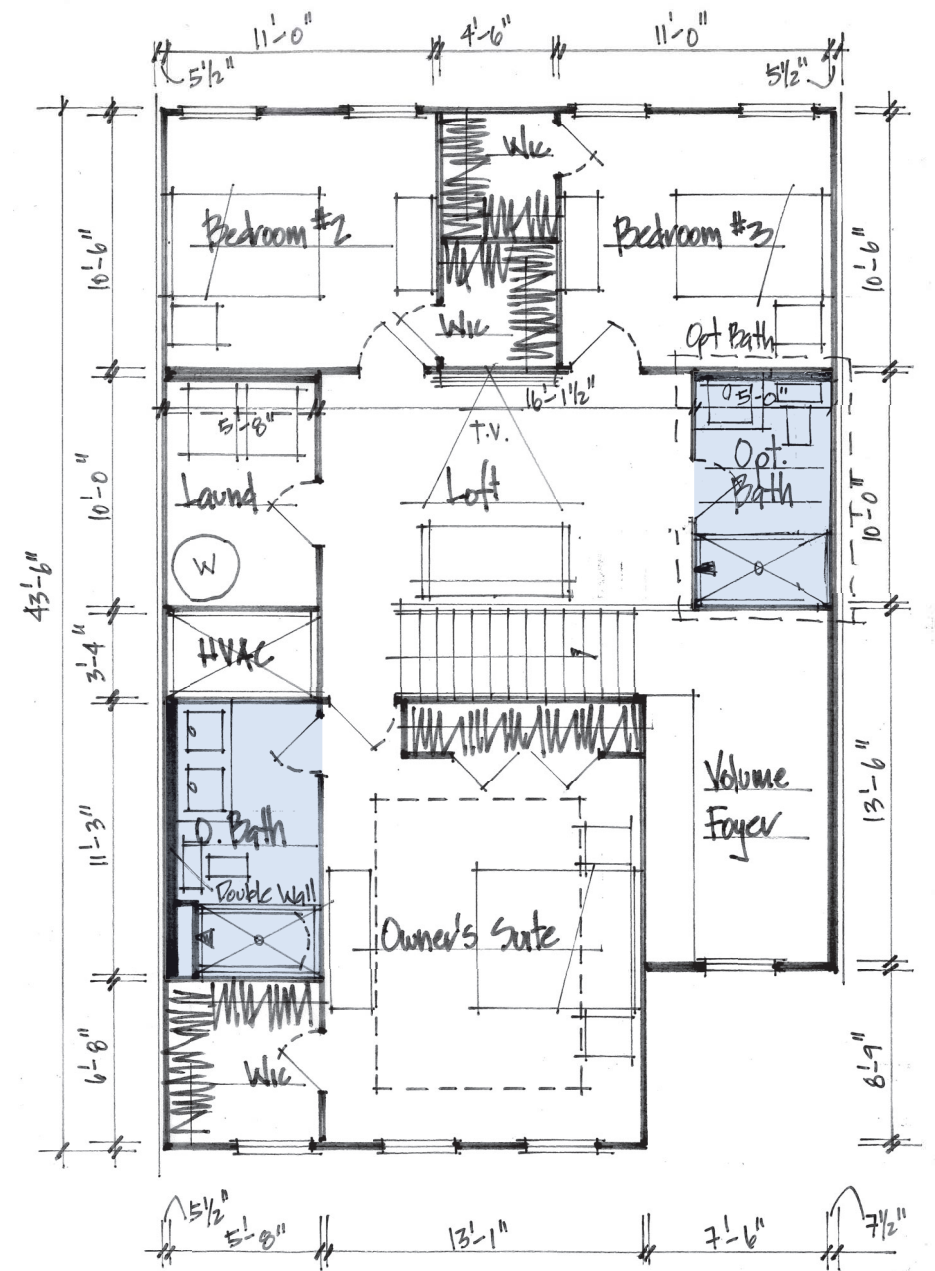 11'-0" 4'-6" 11'-0"
5½" 5½"
Wic
Bedroom #2 Bedroom #3
10'-6" 10'-6"
Wic
Opt Bath
16'-1½"
5'-8" 5'-0"
T.V.
Opt.
Bath
Laund Loft
10'-0" 10'-0"
W
43'-6"
HVAC
3'-4"
Volume
Foyer
13'-6"
O. Bath
11'-3"
Double Wall
Owner's Suite
Wic
6'-8" 8'-9"
5½" 7½"
5'-8" 13'-1" 7'-6"